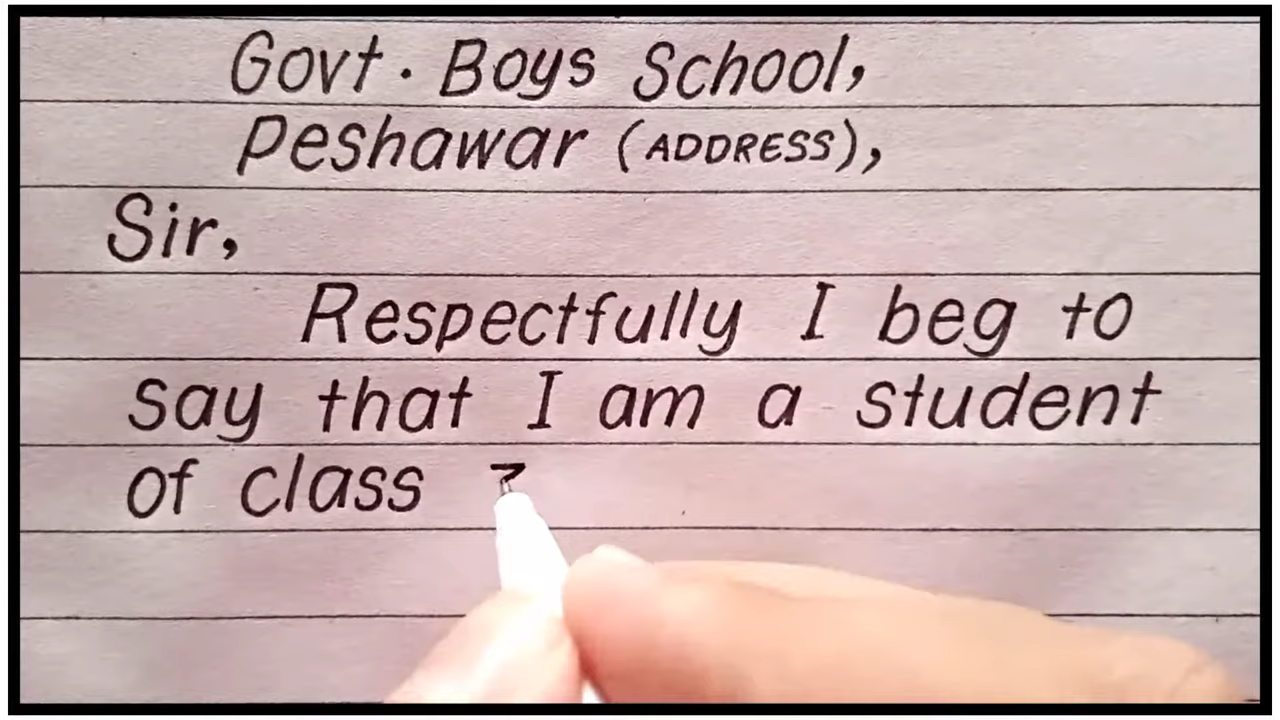 Govt. Boys School,
Peshawar (ADDRESS),
Sir,
Respectfully I beg to
say that I am a student
of class